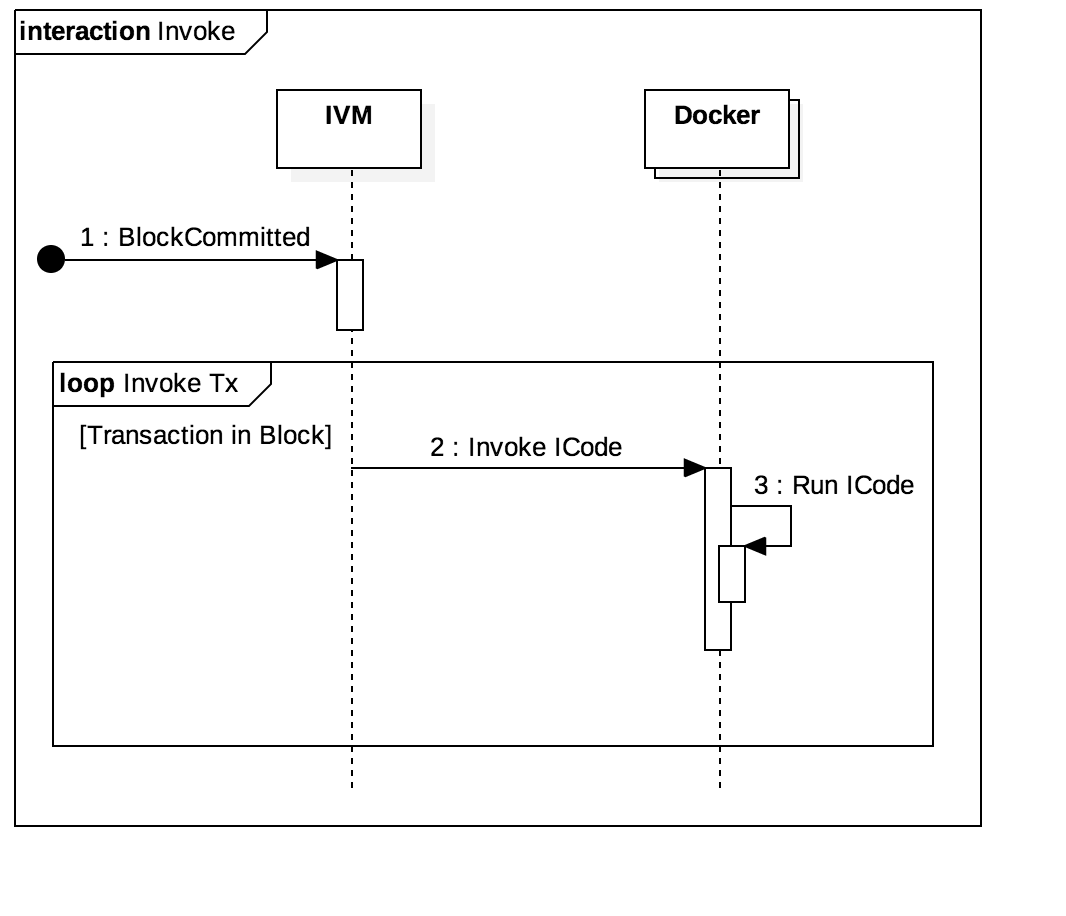 interaction Invoke
IVM
Docker
1 : BlockCommitted
loop Invoke Tx
[Transaction in Block]
2 : Invoke ICode
3 : Run ICode